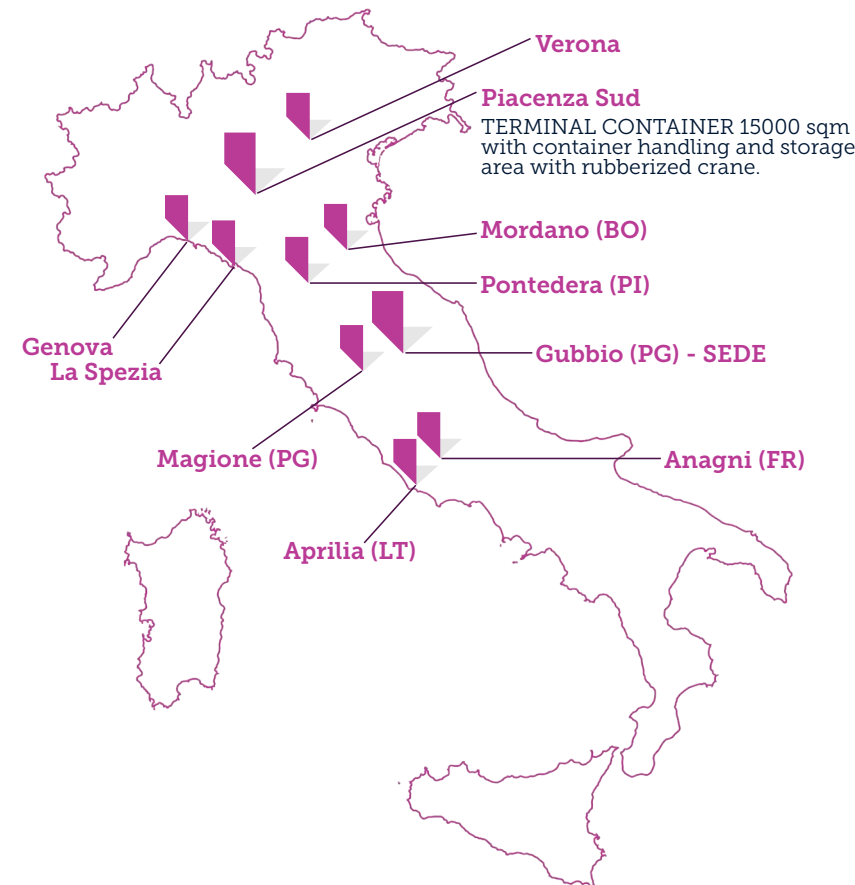 Verona
Piacenza Sud
TERMINAL CONTAINER 15000 sqm
with container handling and storage
area with rubberized crane.
Mordano (BO)
Pontedera (PI)
Genova
La Spezia
Gubbio (PG) - SEDE
Magione (PG)
Anagni (FR)
Aprilia (LT)